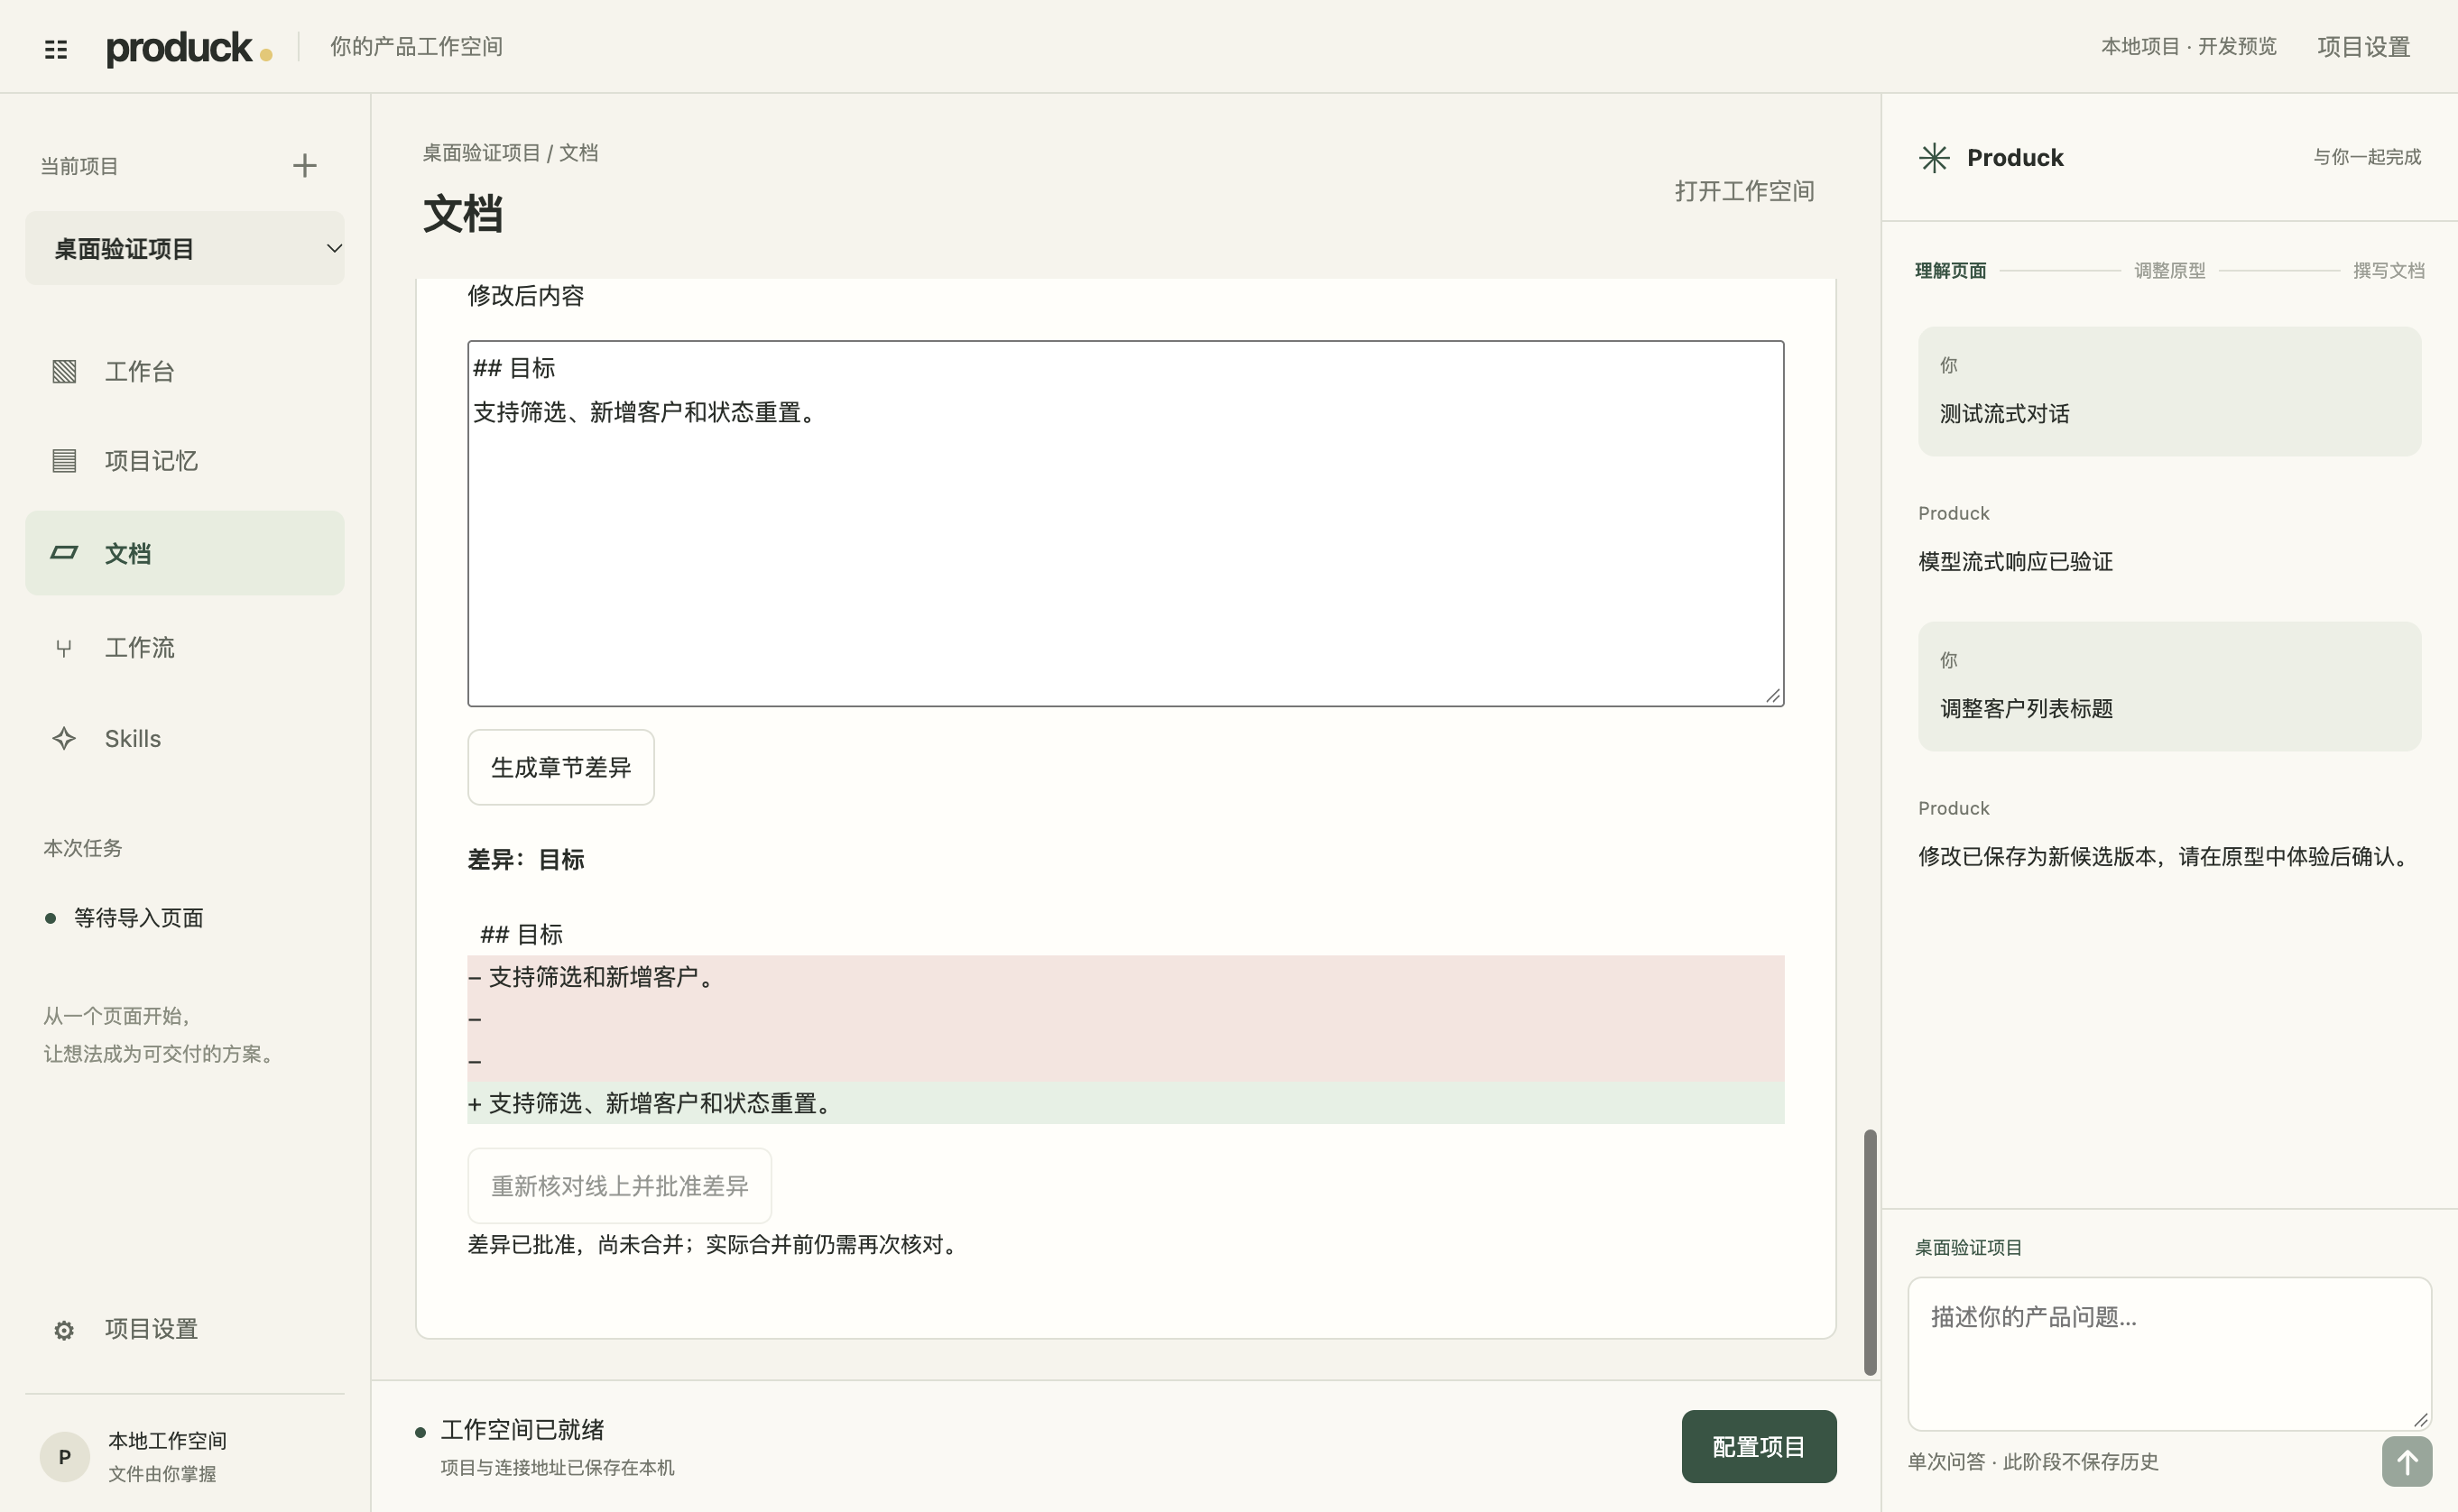 produck
你的产品工作空间
本地项目 · 开发预览
项目设置
当前项目
桌面验证项目
工作台
项目记忆
文档
工作流
Skills
本次任务
等待导入页面
从一个页面开始，
让想法成为可交付的方案。
项目设置
P
本地工作空间
文件由你掌握
桌面验证项目 / 文档
文档
打开工作空间
修改后内容
## 目标
支持筛选、新增客户和状态重置。
生成章节差异
差异：目标
## 目标
− 支持筛选和新增客户。
−
−
+ 支持筛选、新增客户和状态重置。
重新核对线上并批准差异
差异已批准，尚未合并；实际合并前仍需再次核对。
工作空间已就绪
项目与连接地址已保存在本机
配置项目
Produck
与你一起完成
理解页面
调整原型
撰写文档
你
测试流式对话
Produck
模型流式响应已验证
你
调整客户列表标题
Produck
修改已保存为新候选版本，请在原型中体验后确认。
桌面验证项目
描述你的产品问题...
单次问答 · 此阶段不保存历史